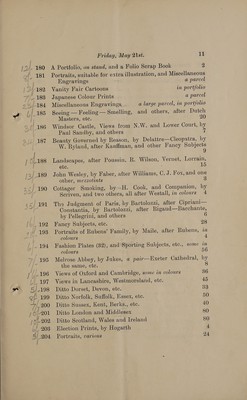 Friday, May 21st. 11
180 A Portfolio, on stand, and a Folio Scrap Book 2
181 Portraits, suitable for extra illustration, and Miscellaneous
Engravings a parcel
182 Vanity Fair Cartoons in portfolio
183 Japanese Colour Prints a parcel
184 Miscellaneous Engravings a large parcel, in portfolio
185 Seeing — Feeling — Smelling, and others, after Dutch
Masters, etc. 20
186 Windsor Castle, Views from N.W. and Lower Court, by
Paul Sandby, and others 7
187 Beauty Governed by Reason, by Delattre—Cleopatra, by
W. Ryland, after Kauffman, and other Fancy Subjects
9
188 Landscapes, after Poussin, R. Wilson, Vernet, Lorrain,
etc. 15
189 John Wesley, by Faber, after Williams, C. J. Fox, and one
other, mezzotints 3
190 Cottager Smoking, by H. Cook, and Companion, by
Scriven, and two others, all after Westall, in colours 4
191 Thy Judgment of Paris, by Bartolozzi, after Cipriani—
Constantia, by Bartolozzi, after Rigaud—Bacchante,
by Pellegrini, and others 6
192 Fancy Subjects, etc. 28
193 Portraits of Rubens' Family, by Maile, after Rubens, in
colours 4
194 Fashion Plates (32), and Sporting Subjects, etc., some in
colours 56
195 Melrose Abbey, by Jukes, a pair—Exeter Cathedral, by
the same, etc. 8
196 Views of Oxford and Cambridge, some in colours 36
197 Views in Lancashire, Westmoreland, etc. 45
198 Ditto Dorset, Devon, etc. 33
199 Ditto Norfolk, Suffolk, Essex, etc. 50
200 Ditto Sussex, Kent, Berks., etc. 40
201 Ditto London and Middlesex 80
202 Ditto Scotland, Wales and Ireland 89
203 Election Prints, by Hogarth 4
204 Portraits, various 24